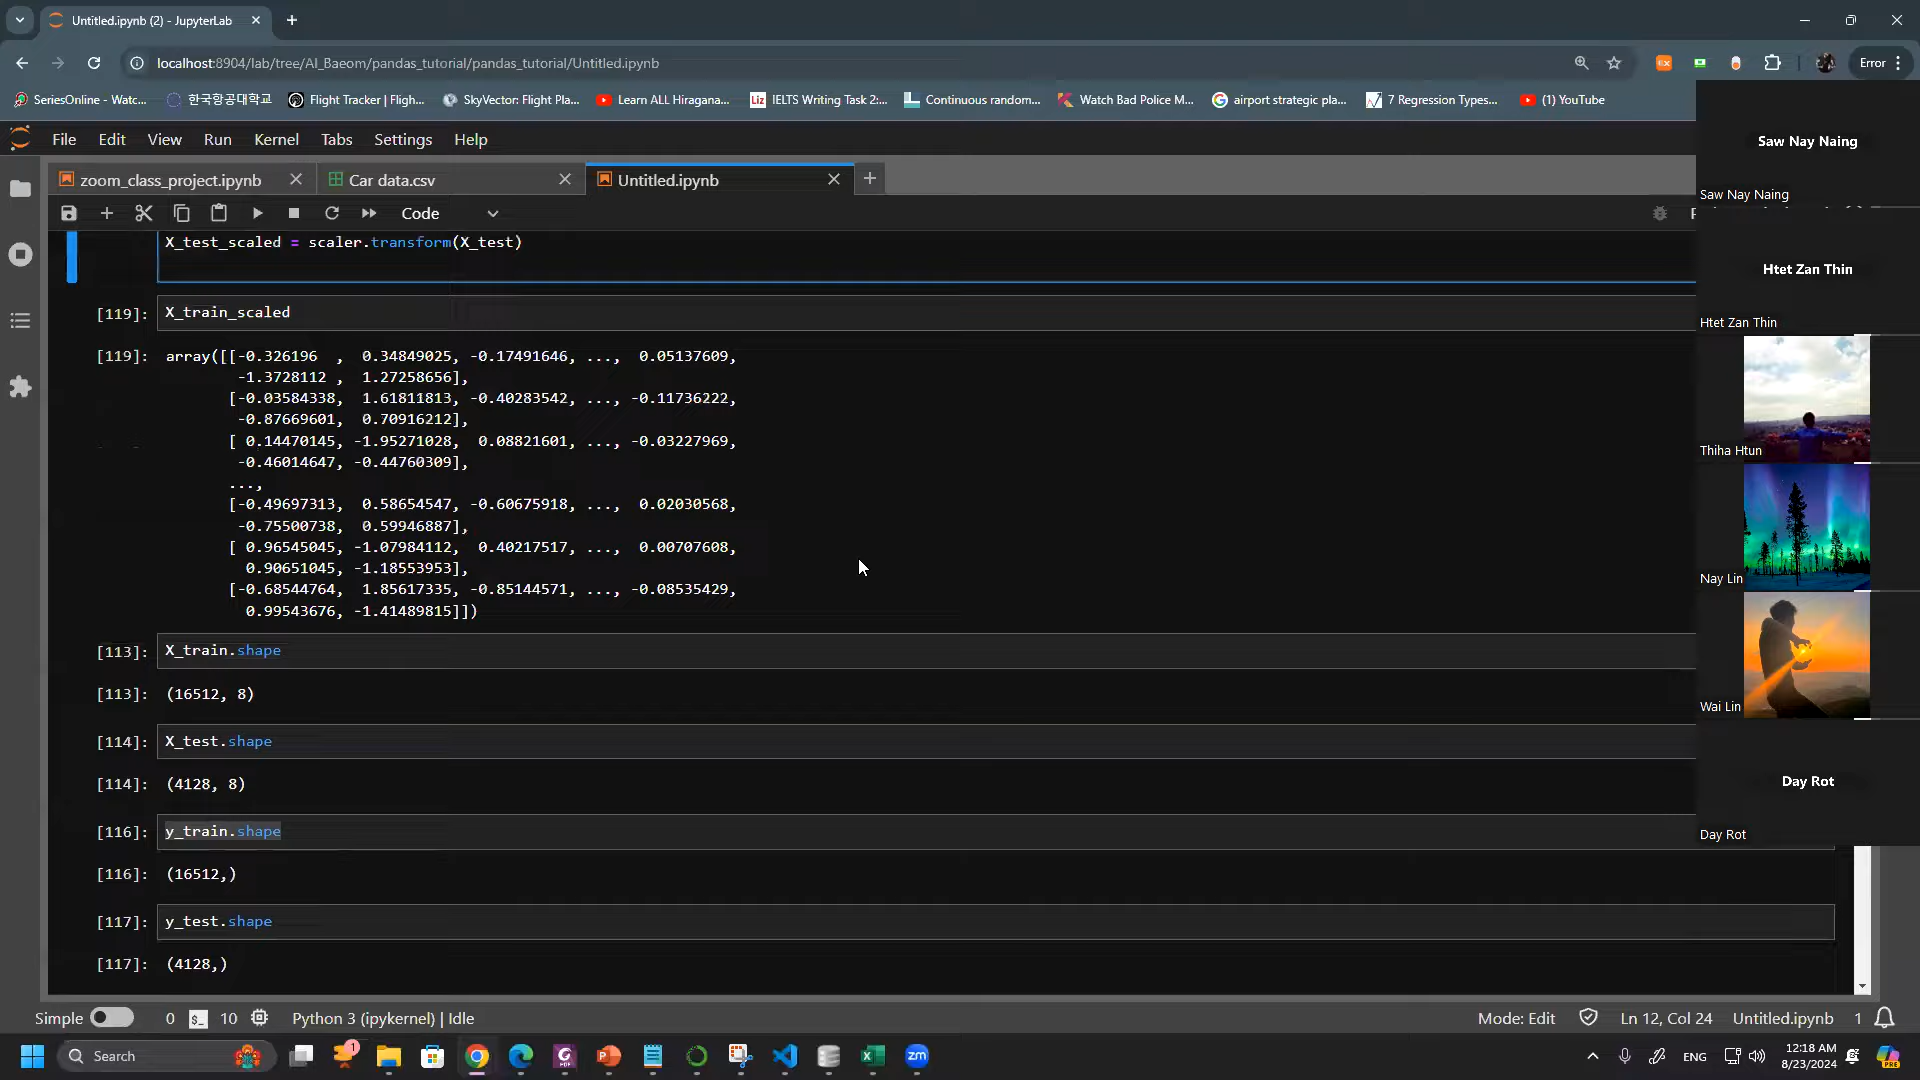 Untitled.ipynb (2) - JupyterLab
localhost:8904/lab/tree/AI_Baeom/pandas_tutorial/pandas_tutorial/Untitled.ipynb
Error
SeriesOnline - Watc...
한국항공대학교
Flight Tracker | Fligh...
SkyVector: Flight Pla...
Learn ALL Hiragana...
Liz IELTS Writing Task 2:...
Continuous random...
Watch Bad Police M...
airport strategic pla...
7 Regression Types...
(1) YouTube
File Edit View Run Kernel Tabs Settings Help
zoom_class_project.ipynb
Car data.csv
Untitled.ipynb
Code
X_test_scaled = scaler.transform(X_test)
[119]: X_train_scaled
[119]: array([[-0.326196  ,  0.34849025, -0.17491646, ...,  0.05137609,
-1.3728112 ,  1.27258656],
[-0.03584338,  1.61811813, -0.40283542, ..., -0.11736222,
-0.87669601,  0.70916212],
[ 0.14470145, -1.95271028,  0.08821601, ..., -0.03227969,
-0.46014647, -0.44760309],
...,
[-0.49697313,  0.58654547, -0.60675918, ...,  0.02030568,
-0.75500738,  0.59946887],
[ 0.96545045, -1.07984112,  0.40217517, ...,  0.00707608,
0.90651045, -1.18553953],
[-0.68544764,  1.85617335, -0.85144571, ..., -0.08535429,
0.99543676, -1.41489815]])
[113]: X_train.shape
[113]: (16512, 8)
[114]: X_test.shape
[114]: (4128, 8)
[116]: y_train.shape
[116]: (16512,)
[117]: y_test.shape
[117]: (4128,)
Saw Nay Naing
Saw Nay Naing
Htet Zan Thin
Htet Zan Thin
Thiha Htun
Nay Lin
Wai Lin
Day Rot
Day Rot
Simple 0 10 Python 3 (ipykernel) | Idle
Mode: Edit Ln 12, Col 24 Untitled.ipynb 1
Search
1
zm
ENG
12:18 AM
8/23/2024
PRE